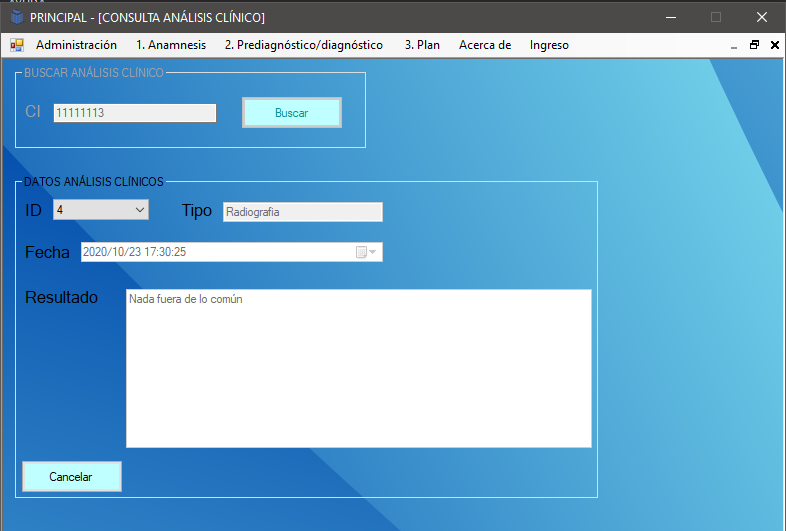 PRINCIPAL - [CONSULTA ANÁLISIS CLÍNICO]
Administración 1. Anamnesis 2. Prediagnóstico/diagnóstico 3. Plan Acerca de Ingreso
BUSCAR ANÁLISIS CLÍNICO
CI 11111113 Buscar
DATOS ANÁLISIS CLÍNICOS
ID 4 Tipo Radiografia
Fecha 2020/10/23 17:30:25
Resultado Nada fuera de lo común
Cancelar